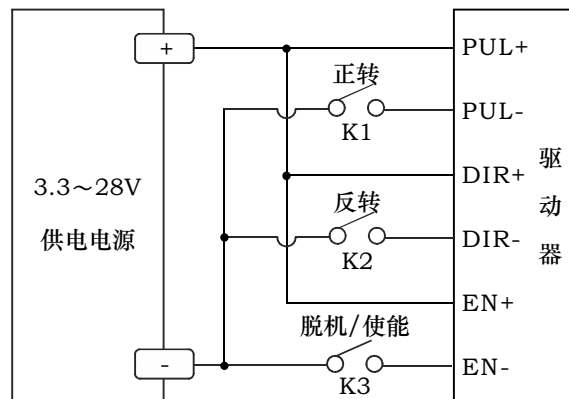 +
PUL+
正转
K1
PUL-
3.3～28V
供电电源
DIR+
反转
K2
DIR-
驱
动
器
EN+
脱机/使能
-
K3
EN-